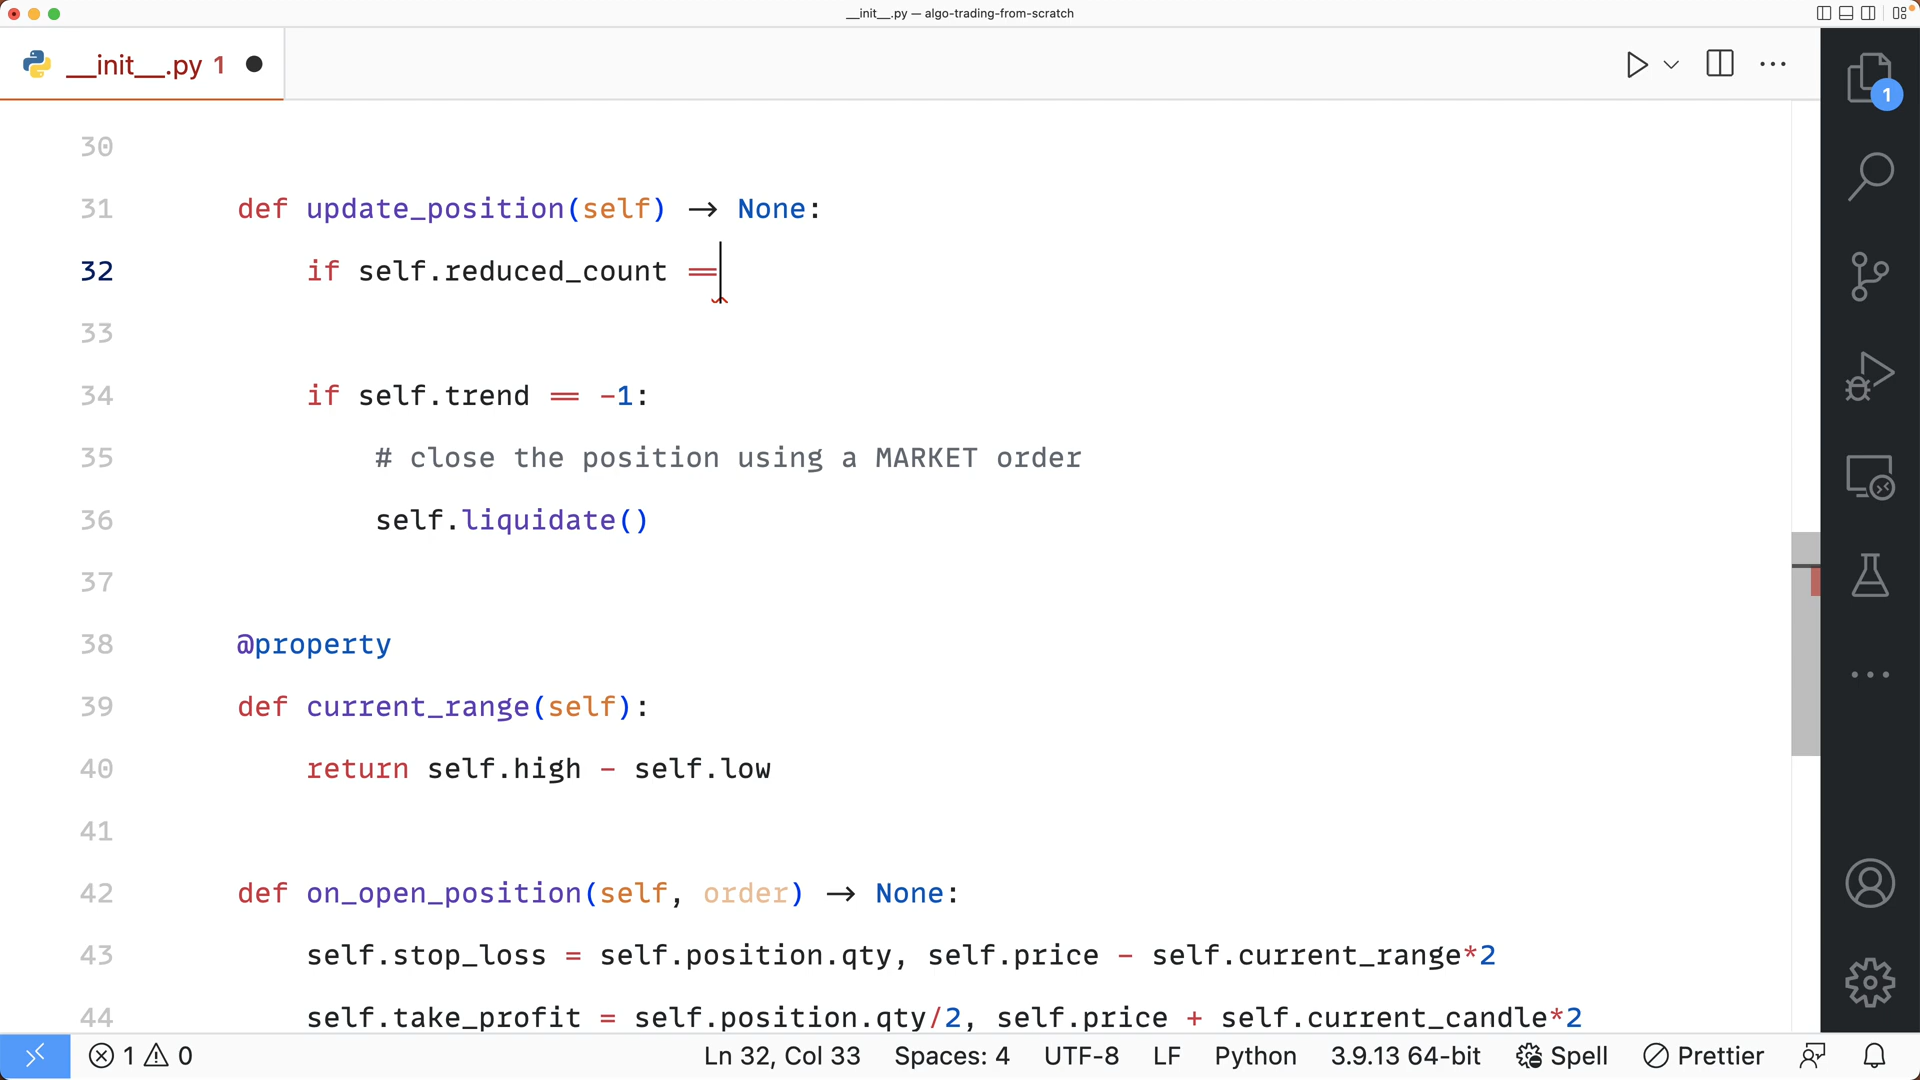 __init__.py — algo-trading-from-scratch
__init__.py 1
1
30
31 def update_position(self) → None:
32 if self.reduced_count ==
33
34 if self.trend == -1:
35 # close the position using a MARKET order
36 self.liquidate()
37
38 @property
39 def current_range(self):
40 return self.high - self.low
41
42 def on_open_position(self, order) → None:
43 self.stop_loss = self.position.qty, self.price - self.current_range*2
44 self.take_profit = self.position.qty/2, self.price + self.current_candle*2
1 0 Ln 32, Col 33 Spaces: 4 UTF-8 LF Python 3.9.13 64-bit Spell Prettier